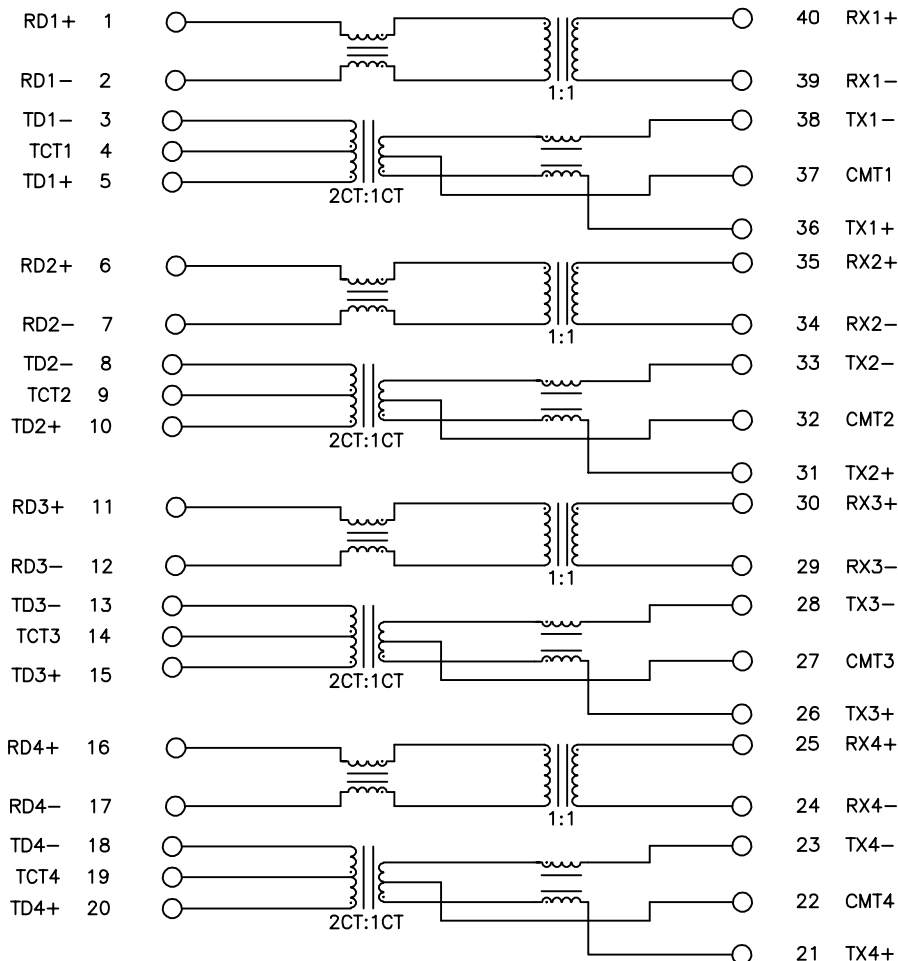 RD1+ 1 40 RX1+
RD1− 2 39 RX1−
1:1
TD1− 3 38 TX1−
TCT1 4
37 CMT1
TD1+ 5
2CT:1CT
36 TX1+
RD2+ 6 35 RX2+
RD2− 7 34 RX2−
1:1
TD2− 8 33 TX2−
TCT2 9
32 CMT2
TD2+ 10
2CT:1CT
31 TX2+
RD3+ 11 30 RX3+
RD3− 12 29 RX3−
1:1
TD3− 13 28 TX3−
TCT3 14
27 CMT3
TD3+ 15
2CT:1CT
26 TX3+
RD4+ 16 25 RX4+
RD4− 17 24 RX4−
1:1
TD4− 18 23 TX4−
TCT4 19
22 CMT4
TD4+ 20
2CT:1CT
21 TX4+